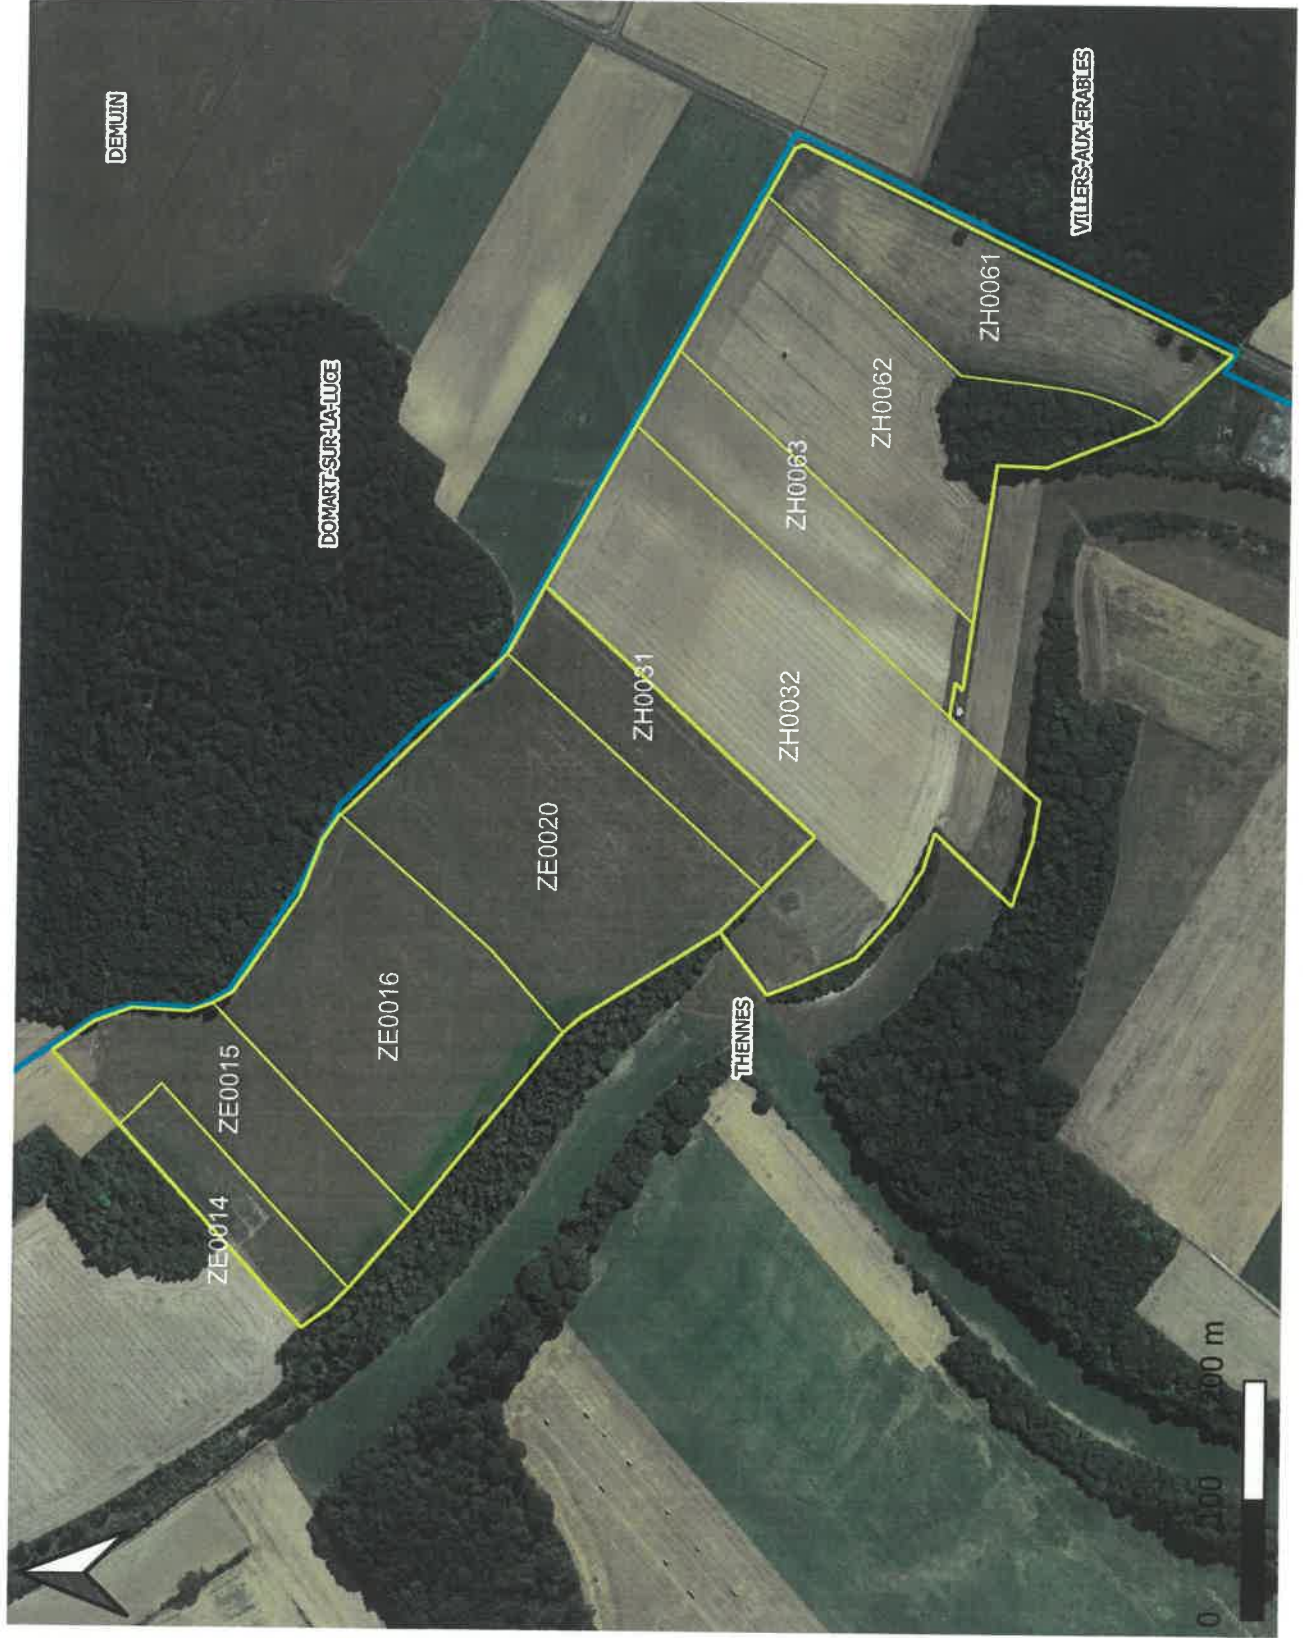 DEMUIN
DOMART-SUR-LA-LUCE
VILLERS-AUX-ERABLES
ZH0061
ZH0062
ZH0063
ZH0031
ZH0032
ZE0020
ZE0016
ZE0015
ZE0014
THENNES
0 100 200 m